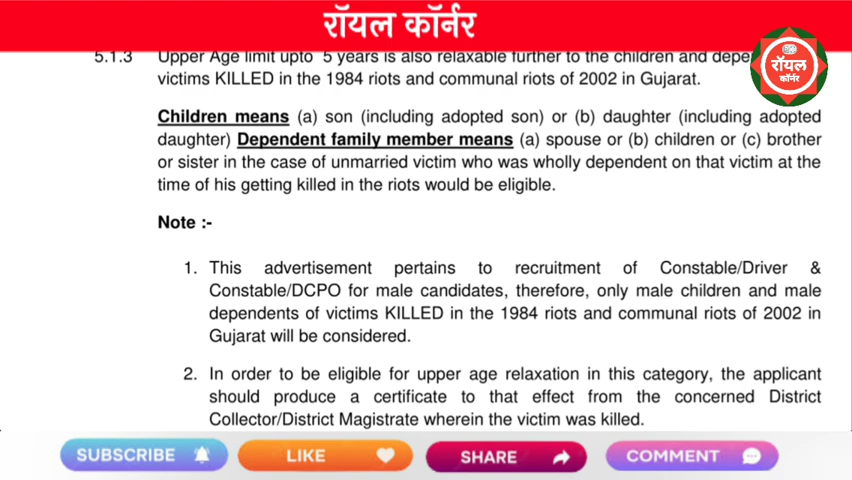 रॉयल कॉर्नर
5.1.3 Upper Age limit upto 5 years is also relaxable further to the children and
victims KILLED in the 1984 riots and communal riots of 2002 in Gujarat.
रॉयल
कॉर्नर
Children means (a) son (including adopted son) or (b) daughter (including adopted
daughter) Dependent family member means (a) spouse or (b) children or (c) brother
or sister in the case of unmarried victim who was wholly dependent on that victim at the
time of his getting killed in the riots would be eligible.
Note :-
1. This advertisement pertains to recruitment of Constable/Driver &
Constable/DCPO for male candidates, therefore, only male children and male
dependents of victims KILLED in the 1984 riots and communal riots of 2002 in
Gujarat will be considered.
2. In order to be eligible for upper age relaxation in this category, the applicant
should produce a certificate to that effect from the concerned District
Collector/District Magistrate wherein the victim was killed.
SUBSCRIBE
LIKE
SHARE
COMMENT